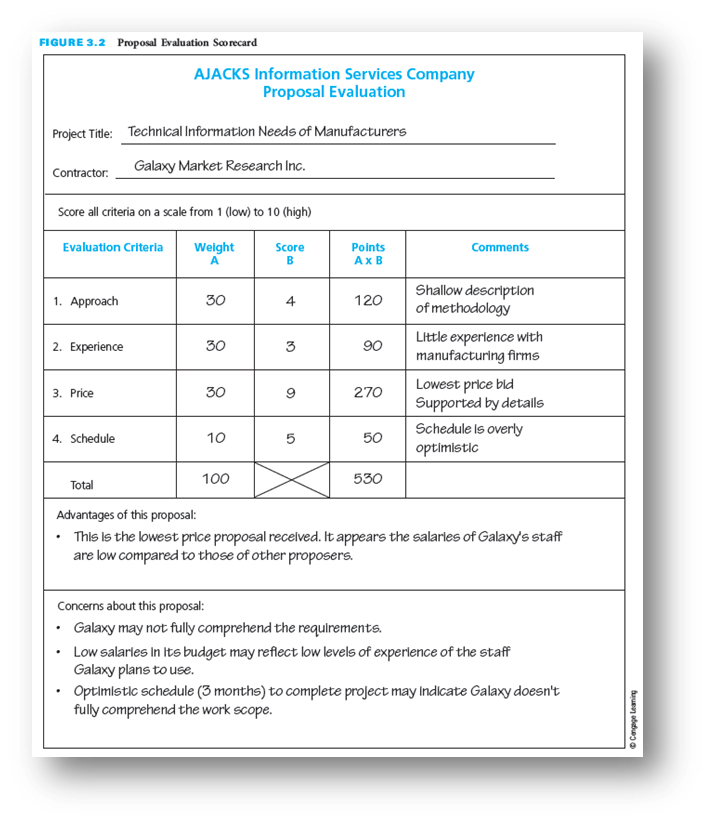 FIGURE 3.2 Proposal Evaluation Scorecard
AJACKS Information Services Company
Proposal Evaluation
Project Title: Technical Information Needs of Manufacturers
Contractor: Galaxy Market Research Inc.
Score all criteria on a scale from 1 (low) to 10 (high)
Evaluation Criteria Weight A Score B Points A x B Comments
1. Approach 30 4 120 Shallow description of methodology
2. Experience 30 3 90 Little experience with manufacturing firms
3. Price 30 9 270 Lowest price bid Supported by details
4. Schedule 10 5 50 Schedule is overly optimistic
Total 100 530
Advantages of this proposal:
• This is the lowest price proposal received. It appears the salaries of Galaxy's staff
are low compared to those of other proposers.
Concerns about this proposal:
• Galaxy may not fully comprehend the requirements.
• Low salaries in its budget may reflect low levels of experience of the staff
Galaxy plans to use.
• Optimistic schedule (3 months) to complete project may indicate Galaxy doesn't
fully comprehend the work scope.
© Cengage Learning